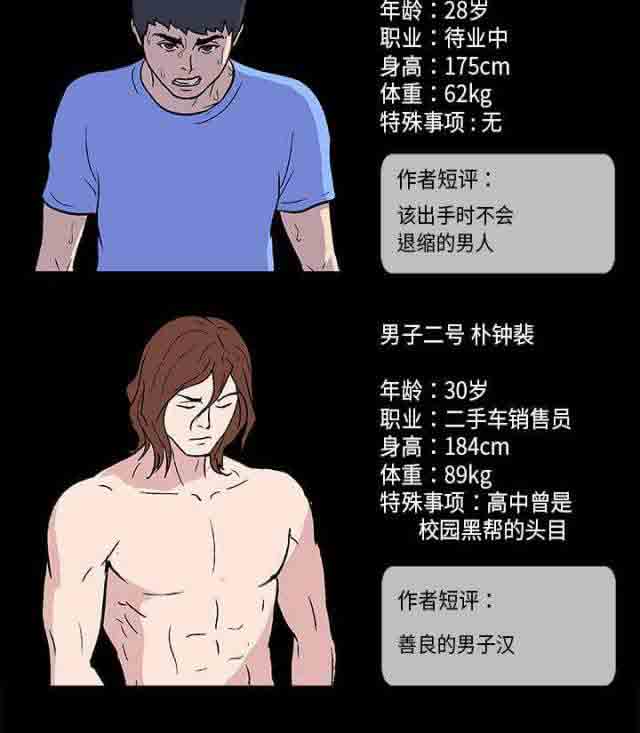 年龄：28岁
职业：待业中
身高：175cm
体重：62kg
特殊事项：无
作者短评：
该出手时不会
退缩的男人
男子二号 朴钟裴
年龄：30岁
职业：二手车销售员
身高：184cm
体重：89kg
特殊事项：高中曾是
校园黑帮的头目
作者短评：
善良的男子汉